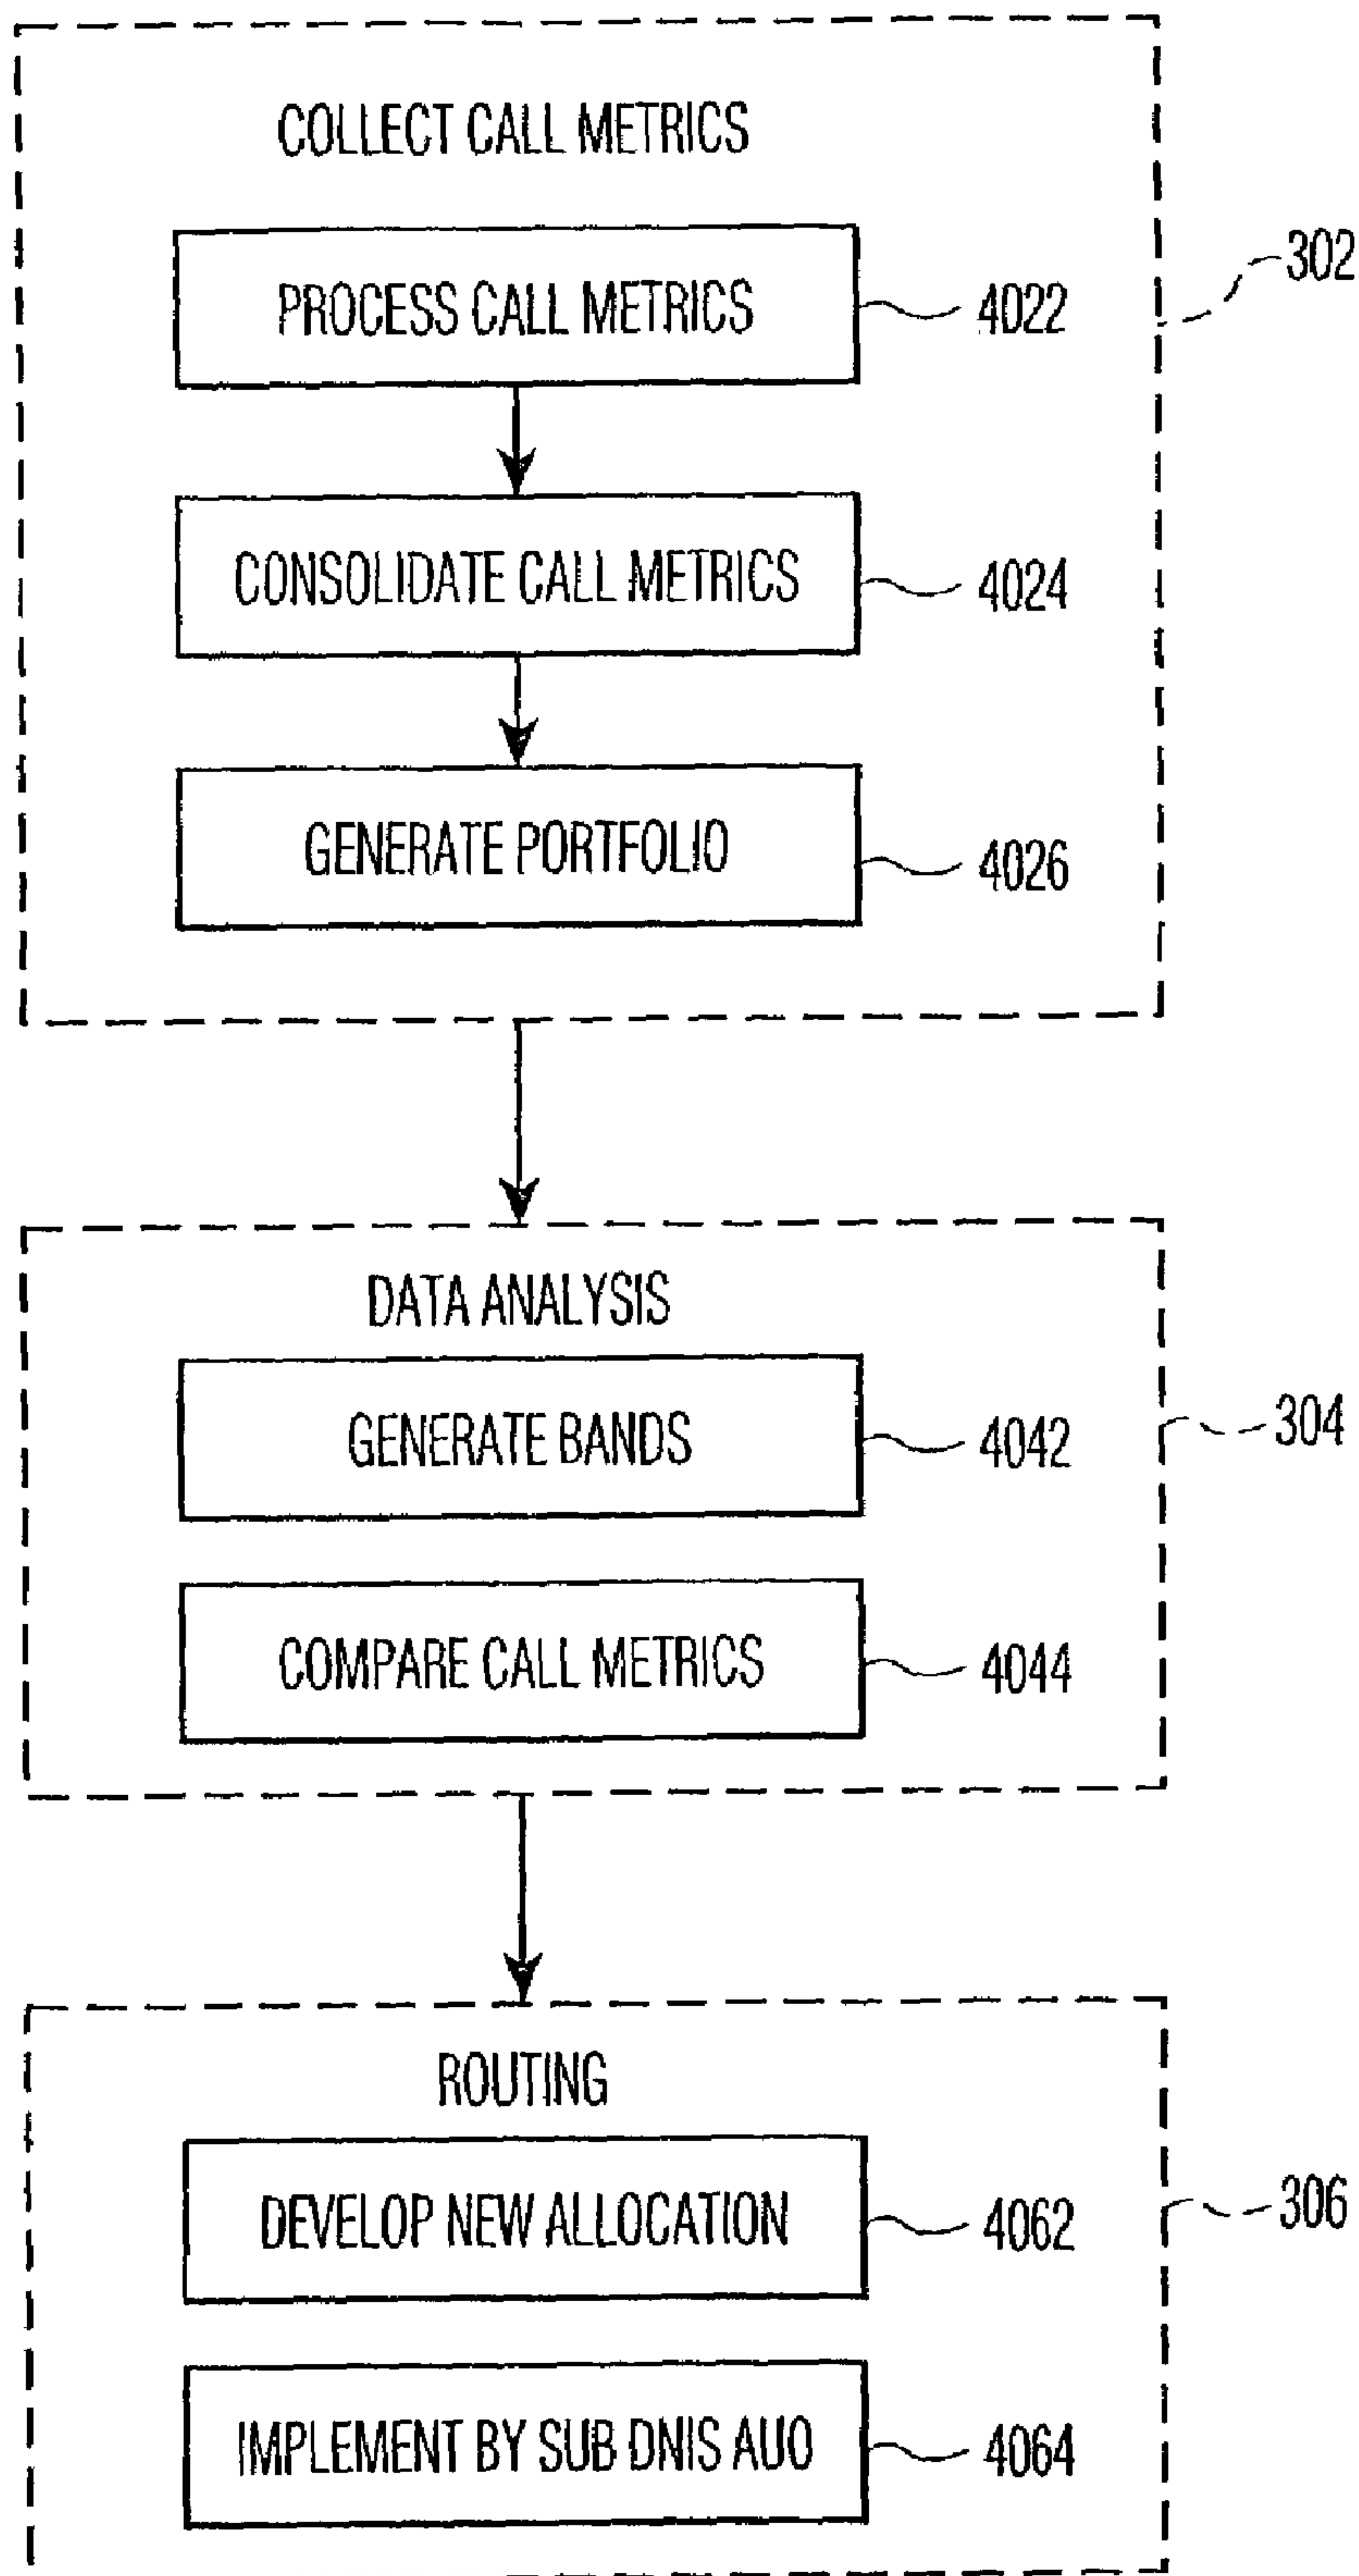 COLLECT CALL METRICS
302
PROCESS CALL METRICS
4022
CONSOLIDATE CALL METRICS
4024
GENERATE PORTFOLIO
4026
DATA ANALYSIS
GENERATE BANDS
4042
304
COMPARE CALL METRICS
4044
ROUTING
DEVELOP NEW ALLOCATION
4062
306
IMPLEMENT BY SUB DNIS AUO
4064